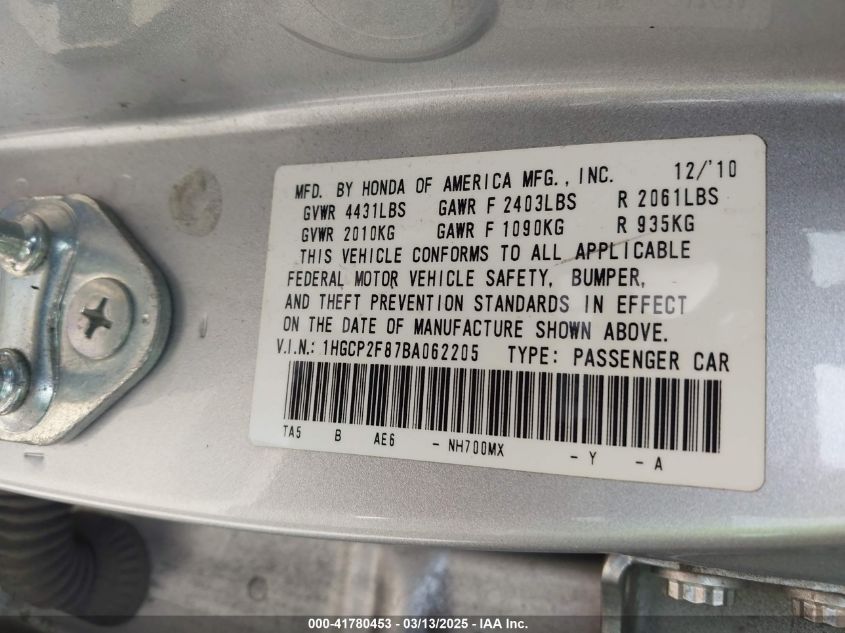 MFD. BY HONDA OF AMERICA MFG., INC. 12/'10
GVWR 4431LBS GAWR F 2403LBS R 2061LBS
GVWR 2010KG GAWR F 1090KG R 935KG
THIS VEHICLE CONFORMS TO ALL APPLICABLE
FEDERAL MOTOR VEHICLE SAFETY, BUMPER,
AND THEFT PREVENTION STANDARDS IN EFFECT
ON THE DATE OF MANUFACTURE SHOWN ABOVE.
V.I.N.: 1HGCP2F87BA062205 TYPE: PASSENGER CAR
TA5 B AE6 - NH700MX - Y - A
000-41780453 — 03/13/2025 — IAA Inc.